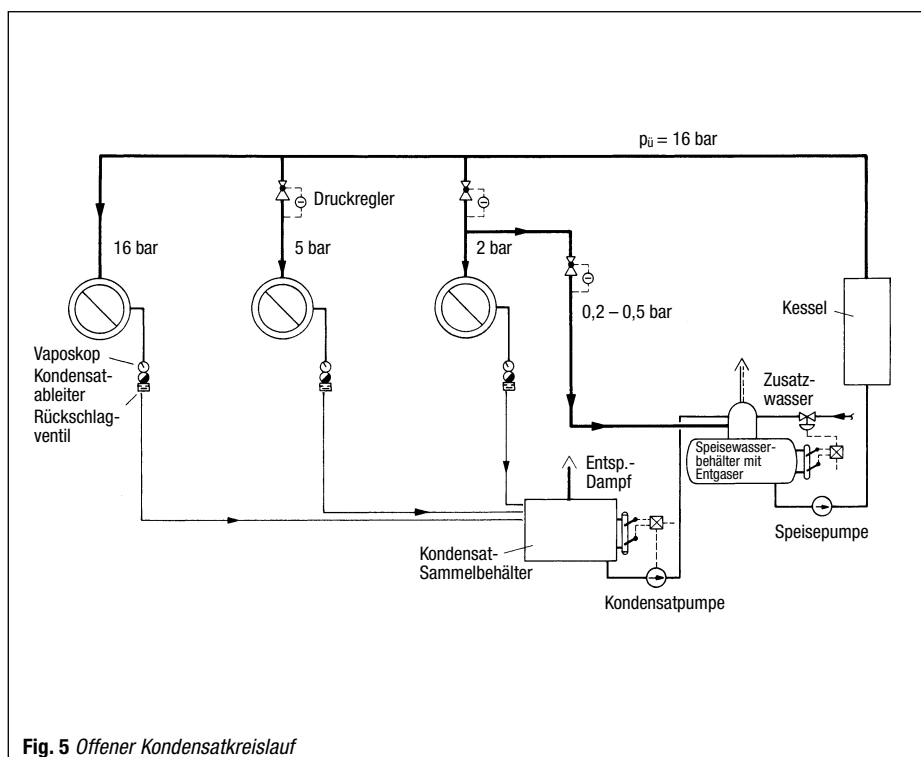 pü = 16 bar
Druckregler
16 bar
5 bar
2 bar
0,2 – 0,5 bar
Kessel
Vaposkop
Kondensat-
ableiter
Rückschlag-
ventil
Zusatz-
wasser
Speisewasser-
behälter mit
Entgaser
Entsp.-
Dampf
Speisepumpe
Kondensat-
Sammelbehälter
Kondensatpumpe
Fig. 5 Offener Kondensatkreislauf